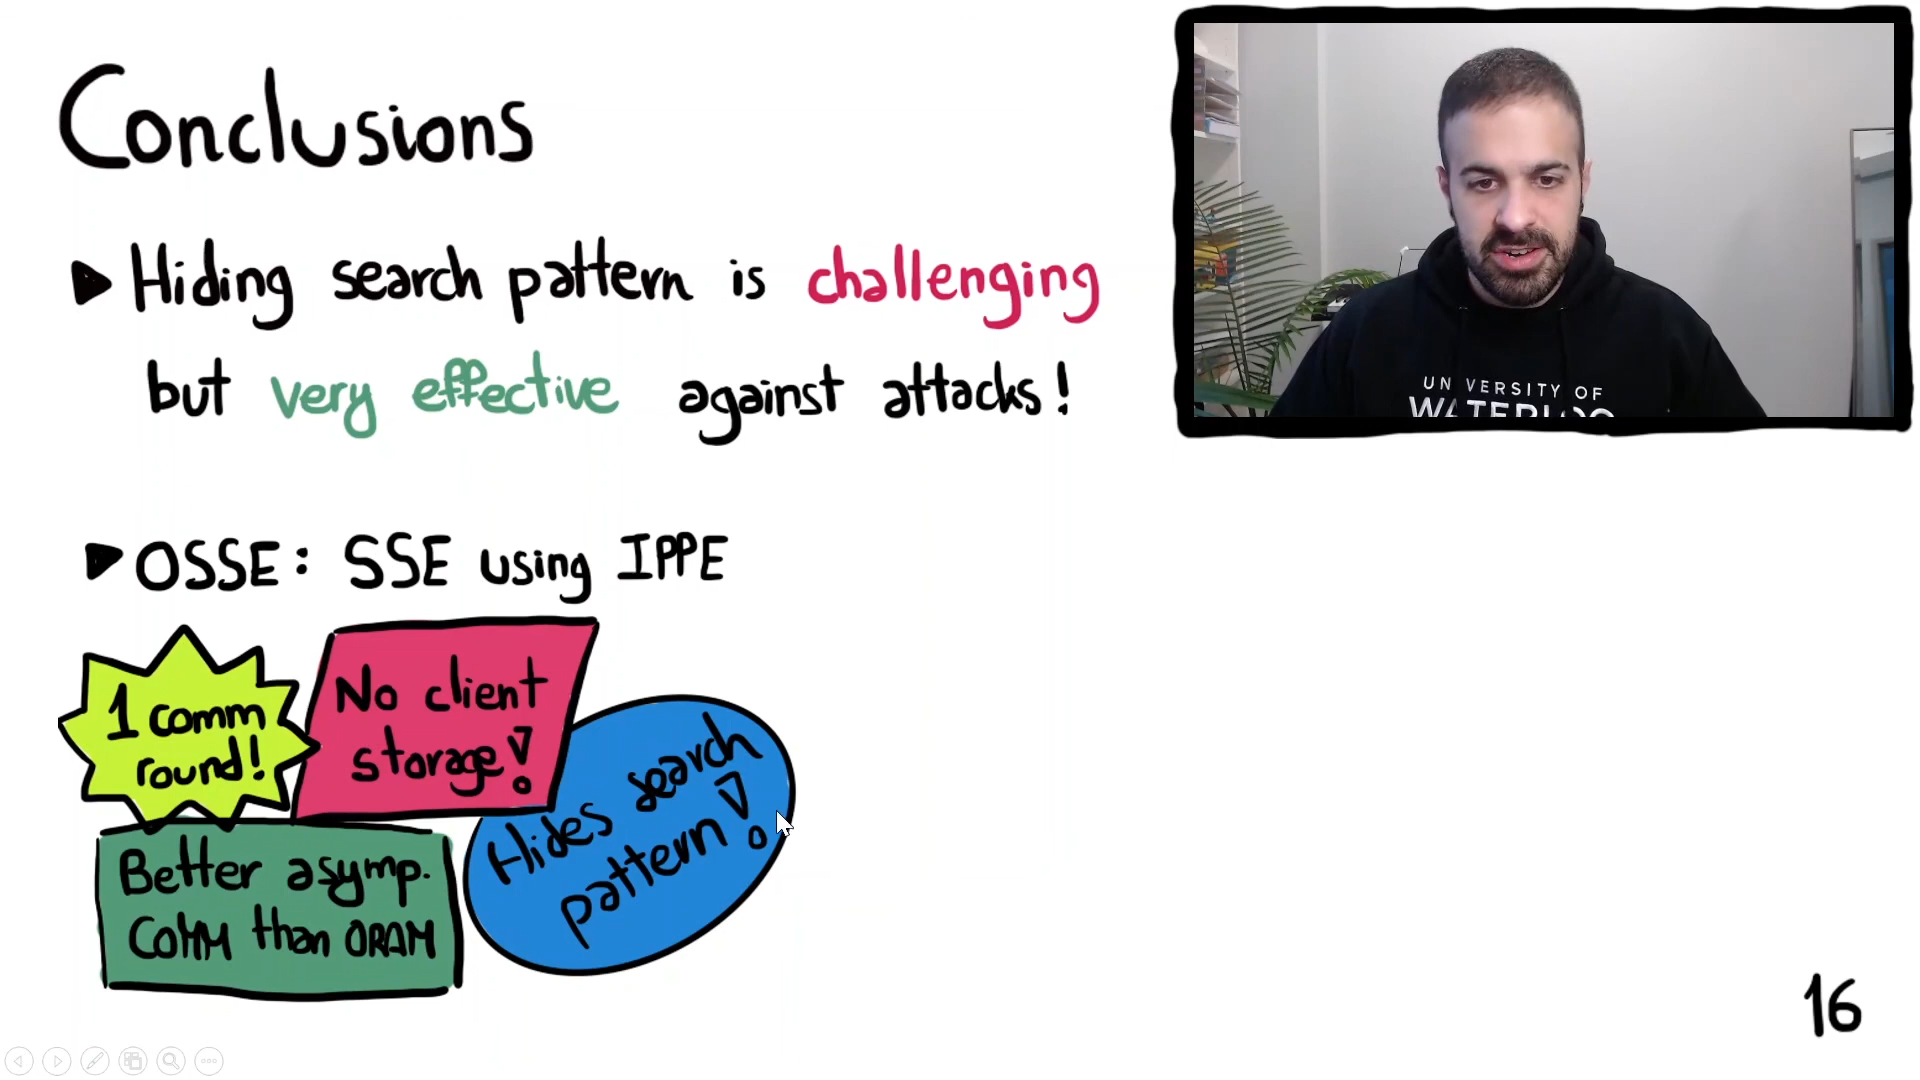 Conclusions
Hiding search pattern is challenging
but very effective against attacks!
UNIVERSITY OF
WATERLOO
OSSE: SSE using IPPE
1 comm
round!
No client
storage!
Hides search
pattern!
Better asymp.
COMM than ORAM
16